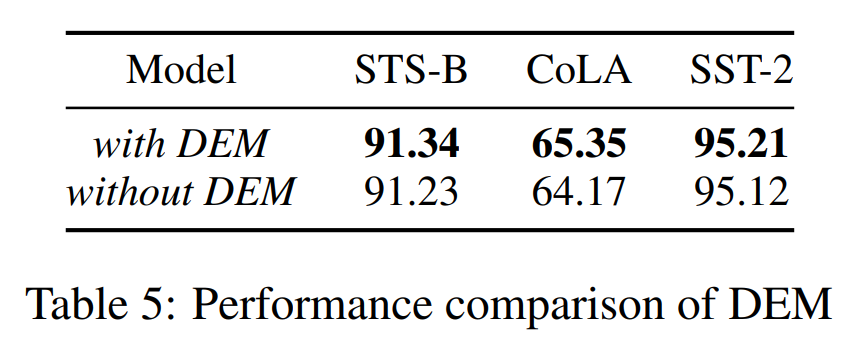 Model STS-B CoLA SST-2
with DEM 91.34 65.35 95.21
without DEM 91.23 64.17 95.12
Table 5: Performance comparison of DEM